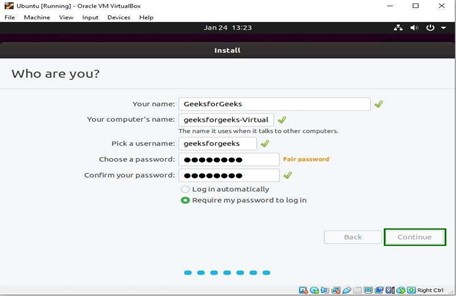 Ubuntu [Running] - Oracle VM VirtualBox
File Machine View Input Devices Help
Jan 24 13:23
Install
Who are you?
Your name: GeeksforGeeks
Your computer's name: geeksforgeeks-Virtual
The name it uses when it talks to other computers.
Pick a username: geeksforgeeks
Choose a password: ●●●●●●●● Fair password
Confirm your password: ●●●●●●●●
Log in automatically
Require my password to log in
Back Continue
Right Ctrl